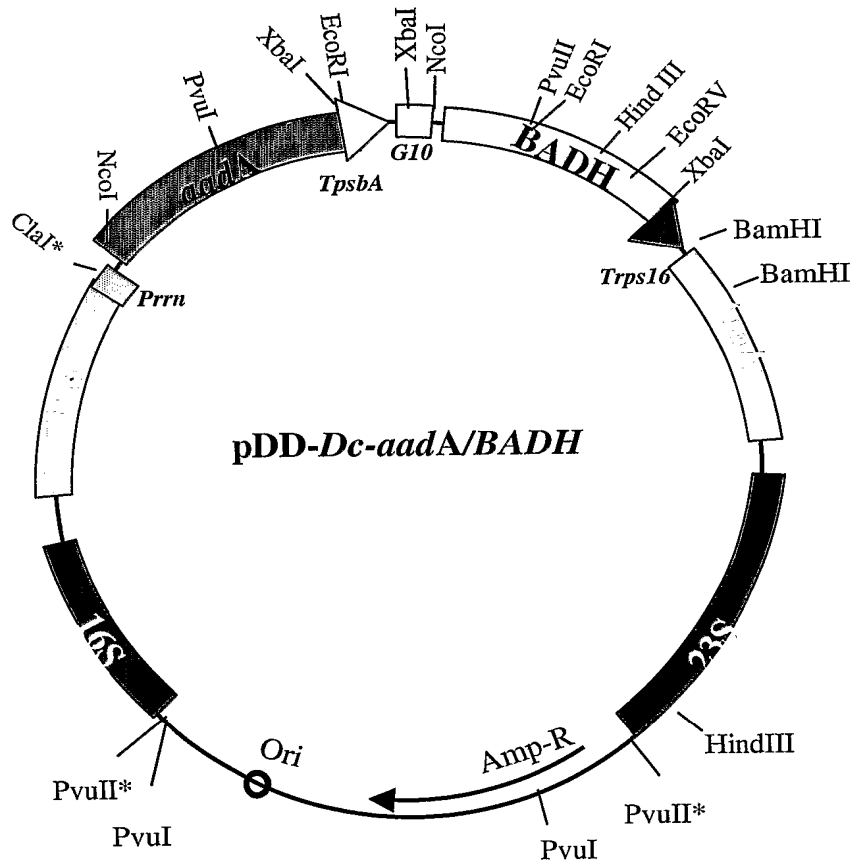 XbaI
EcoRI
XbaI
NcoI
PvuII
EcoRI
Hind III
EcoRV
XbaI
PvuI
NcoI
ClaI*
aadA
TpsbA
G10
BADH
Trps16
BamHI
BamHI
Prrn
pDD-Dc-aadA/BADH
16S
23S
HindIII
PvuII*
PvuI
Ori
Amp-R
PvuI
PvuII*